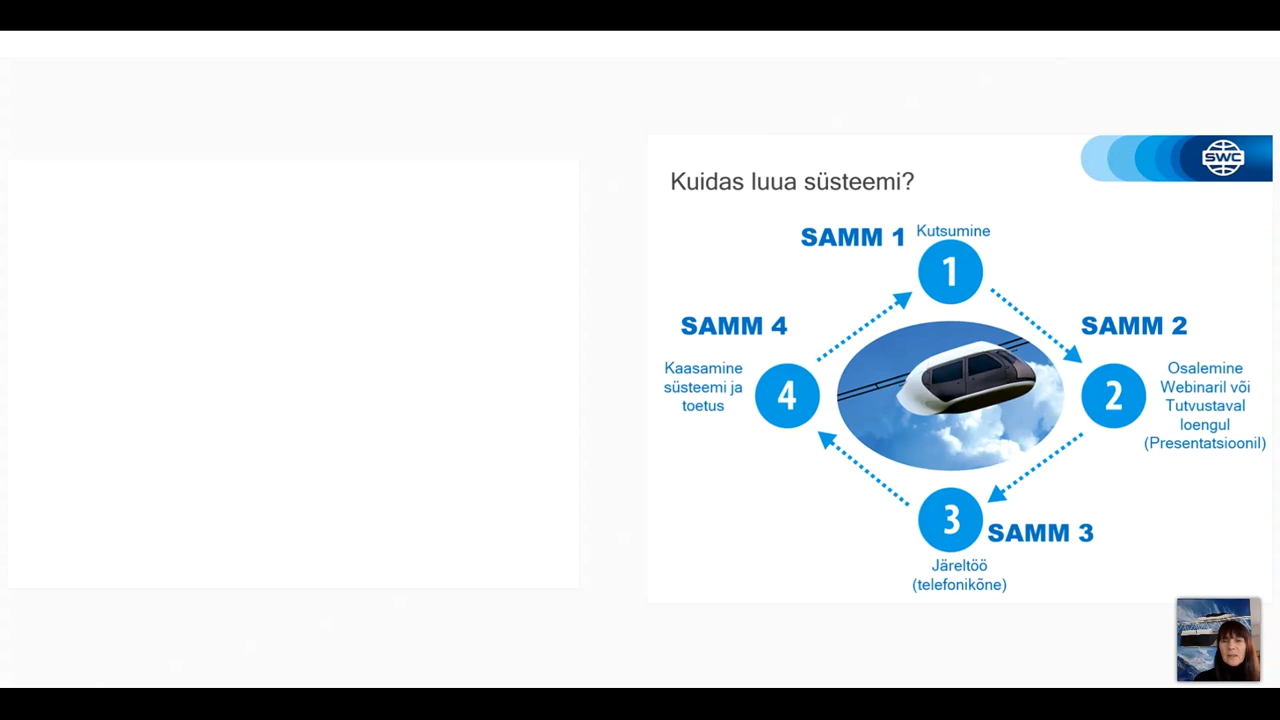 SWC
Kuidas luua süsteemi?
SAMM 1
Kutsumine
1
SAMM 2
2
Osalemine
Webinaril või
Tutvustaval
loengul
(Presentatsioonil)
3
SAMM 3
Järeltöö
(telefonikõne)
SAMM 4
Kaasamine
süsteemi ja
toetus
4